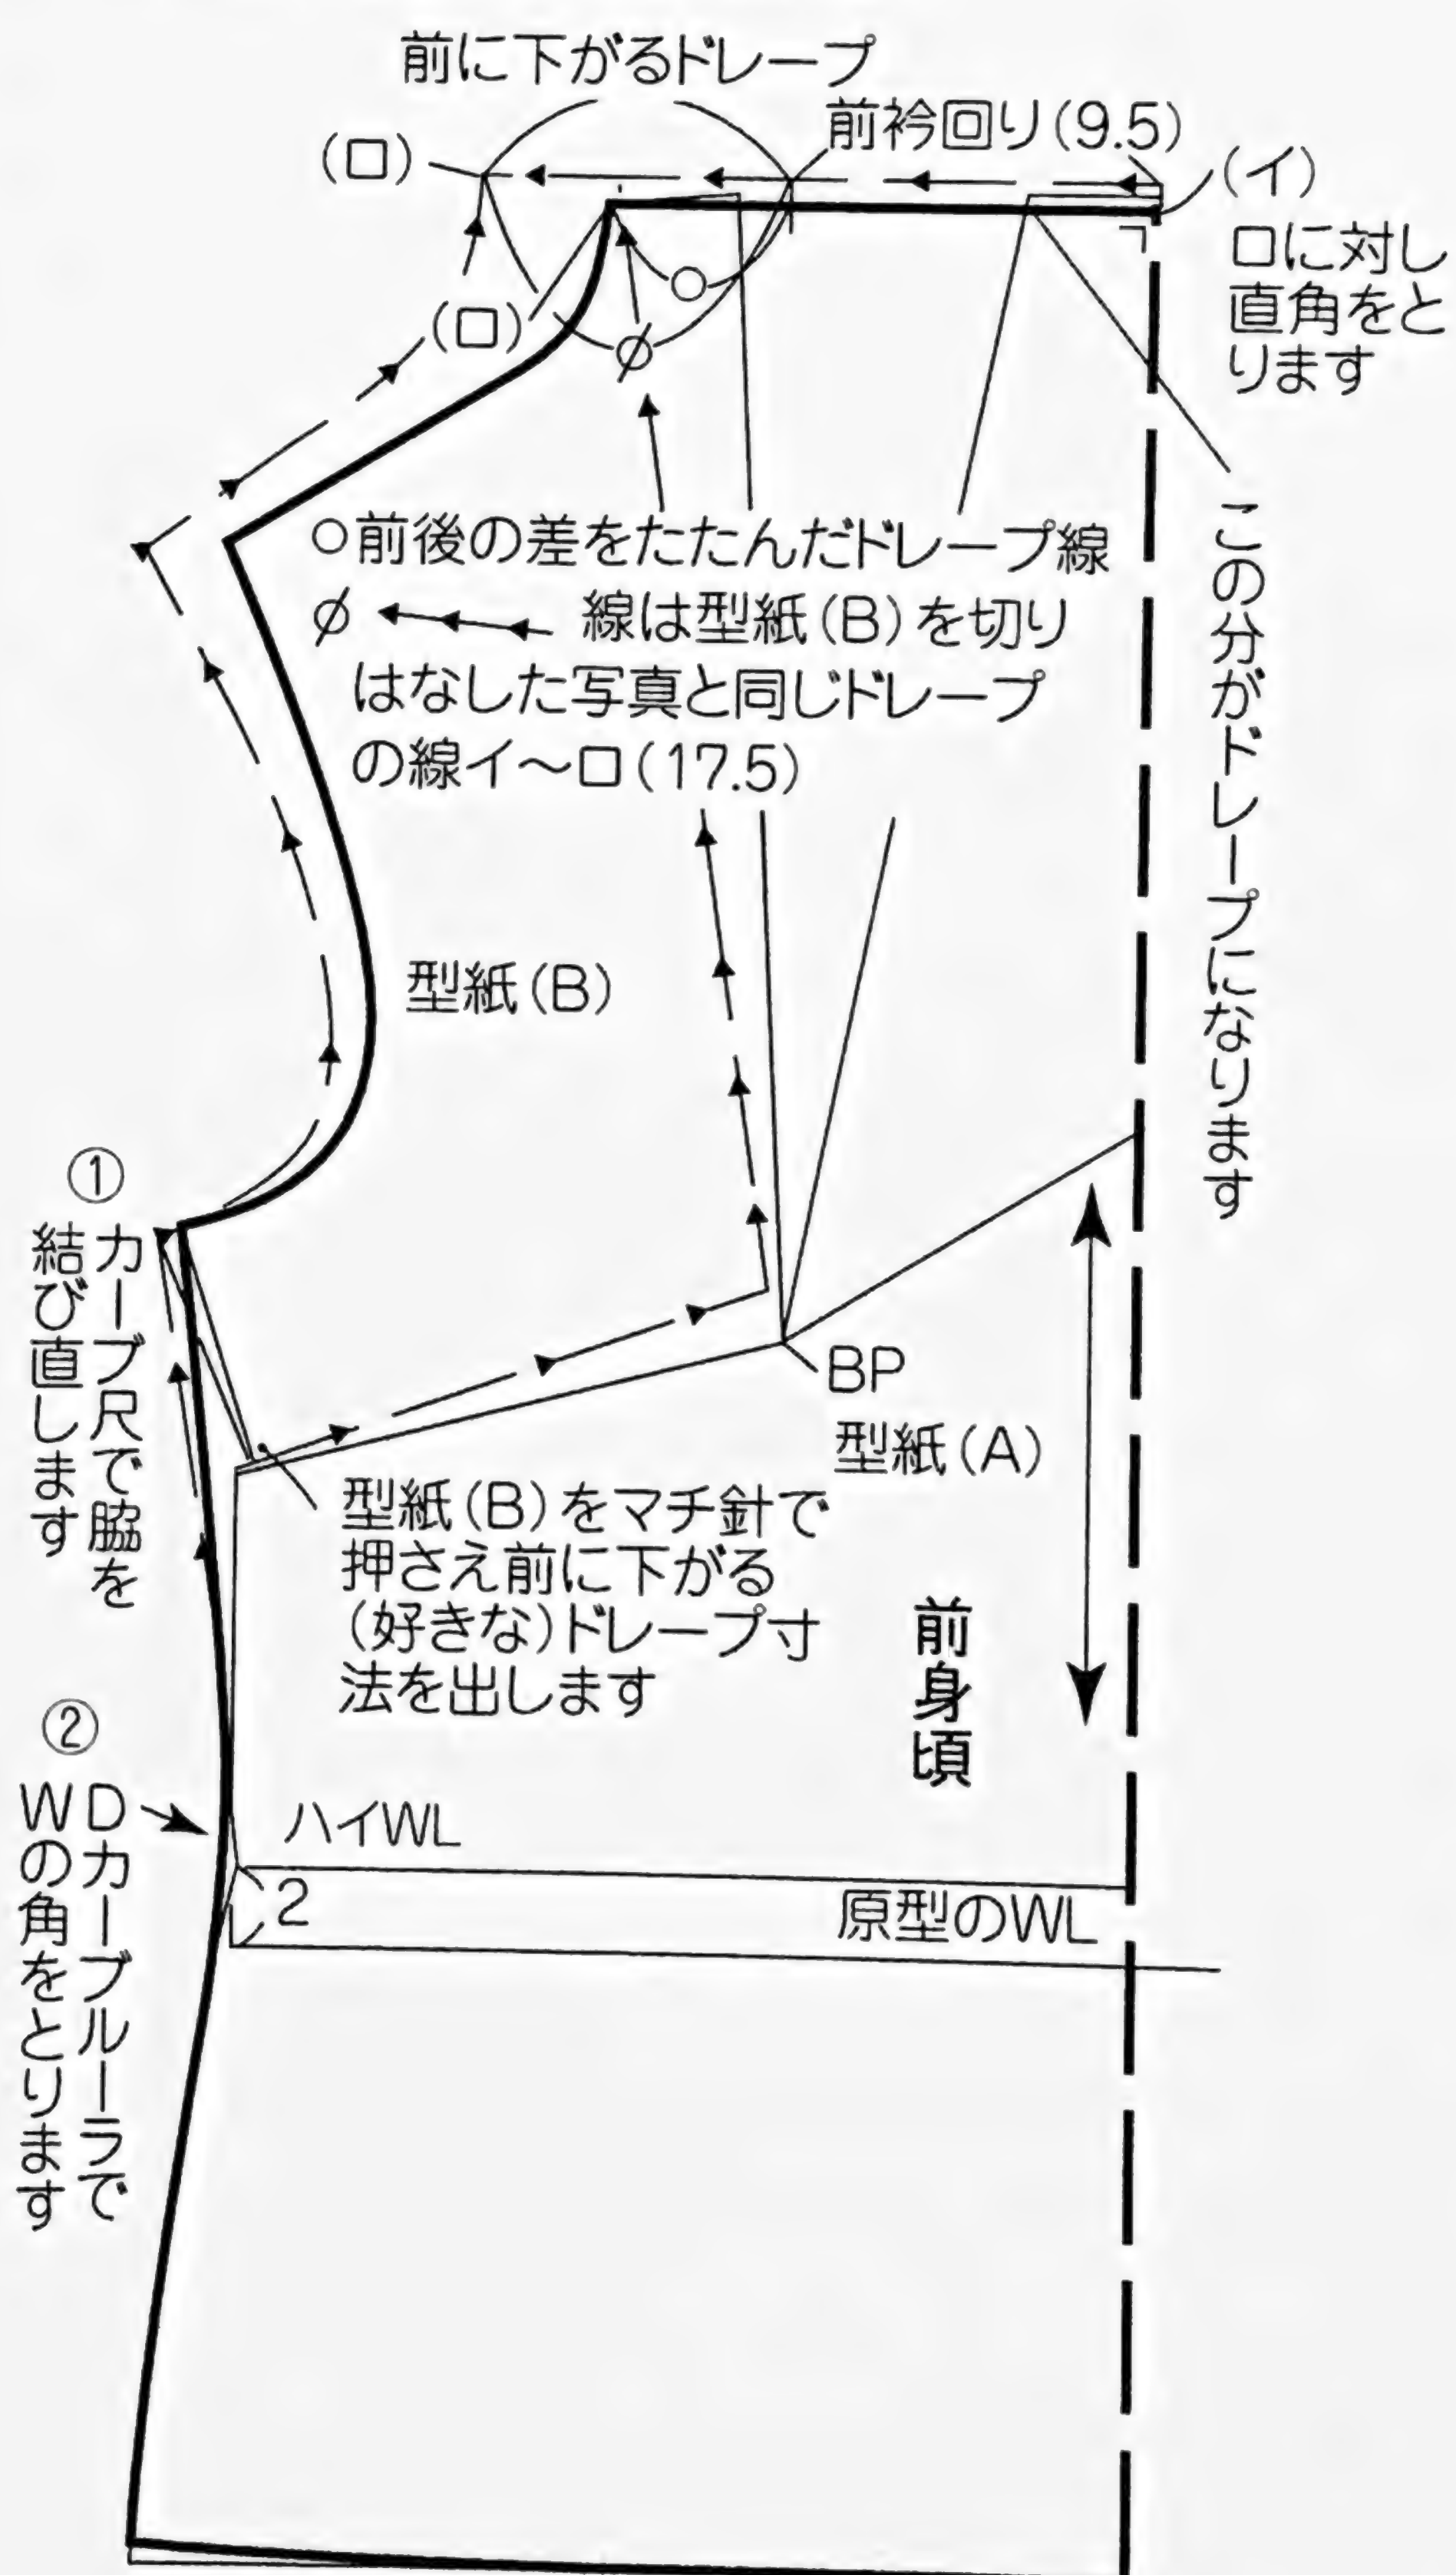 前に下がるドレープ
前衿回り(9.5)
(ロ)
(イ)
ロに対し
直角をと
ります
(ロ)
○
φ
この分がドレープになります
○前後の差をたたんだドレープ線
φ 線は型紙(B)を切り
はなした写真と同じドレープ
の線イ〜ロ(17.5)
型紙(B)
①
カーブ尺で脇を
結び直します
BP
型紙(A)
型紙(B)をマチ針で
押さえ前に下がる
(好きな)ドレープ寸
法を出します
前身頃
②
Dカーブルーラで
Wの角をとります
ハイWL
2
原型のWL